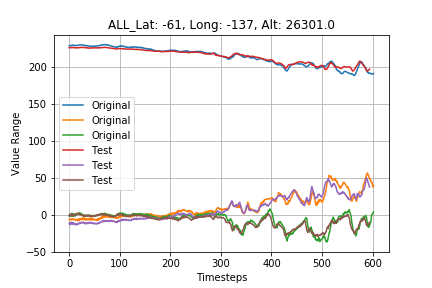 ALL_Lat: -61, Long: -137, Alt: 26301.0
Value Range
200
150
100
50
0
−50
Original
Original
Original
Test
Test
Test
0 100 200 300 400 500 600
Timesteps